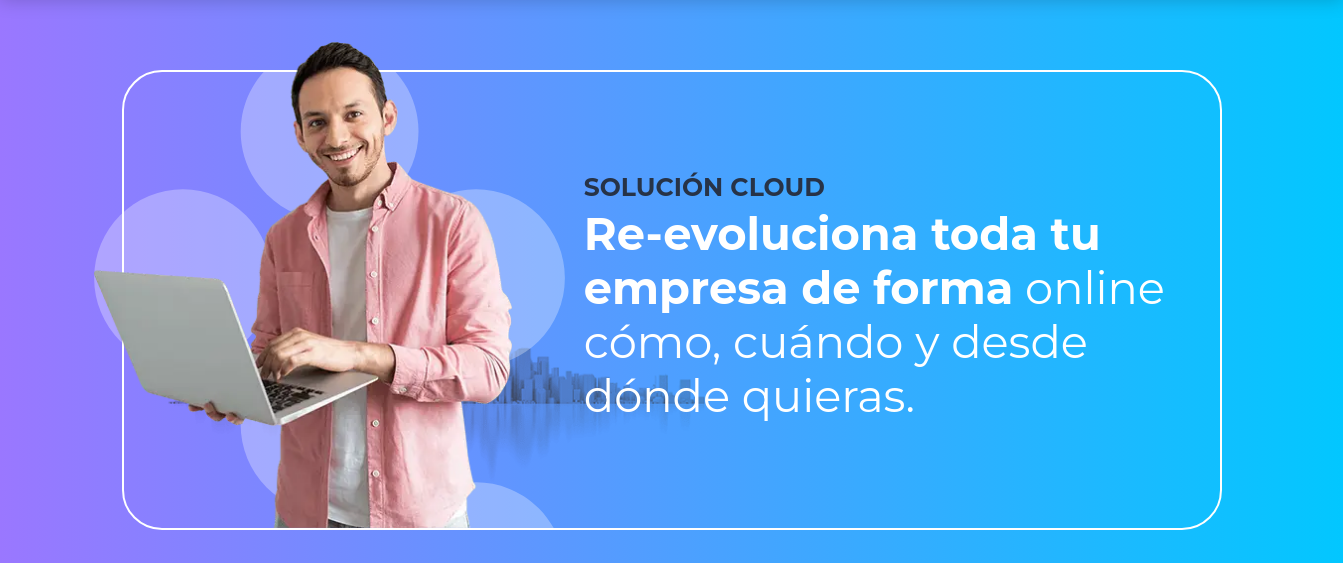 SOLUCIÓN CLOUD
Re-evoluciona toda tu
empresa de forma online
cómo, cuándo y desde
dónde quieras.